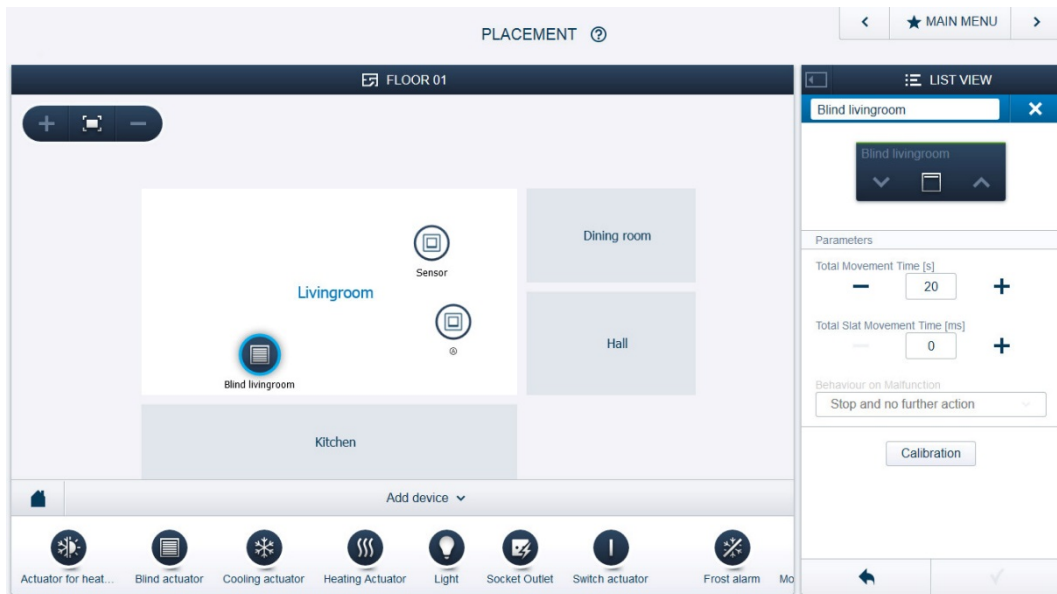 PLACEMENT ?
MAIN MENU
FLOOR 01
LIST VIEW
Blind livingroom
Blind livingroom
Parameters
Total Movement Time [s]
20
Total Slat Movement Time [ms]
0
Behaviour on Malfunction
Stop and no further action
Calibration
Dining room
Sensor
Livingroom
Hall
Blind livingroom
Kitchen
Add device
Actuator for heat...
Blind actuator
Cooling actuator
Heating Actuator
Light
Socket Outlet
Switch actuator
Frost alarm
Mo